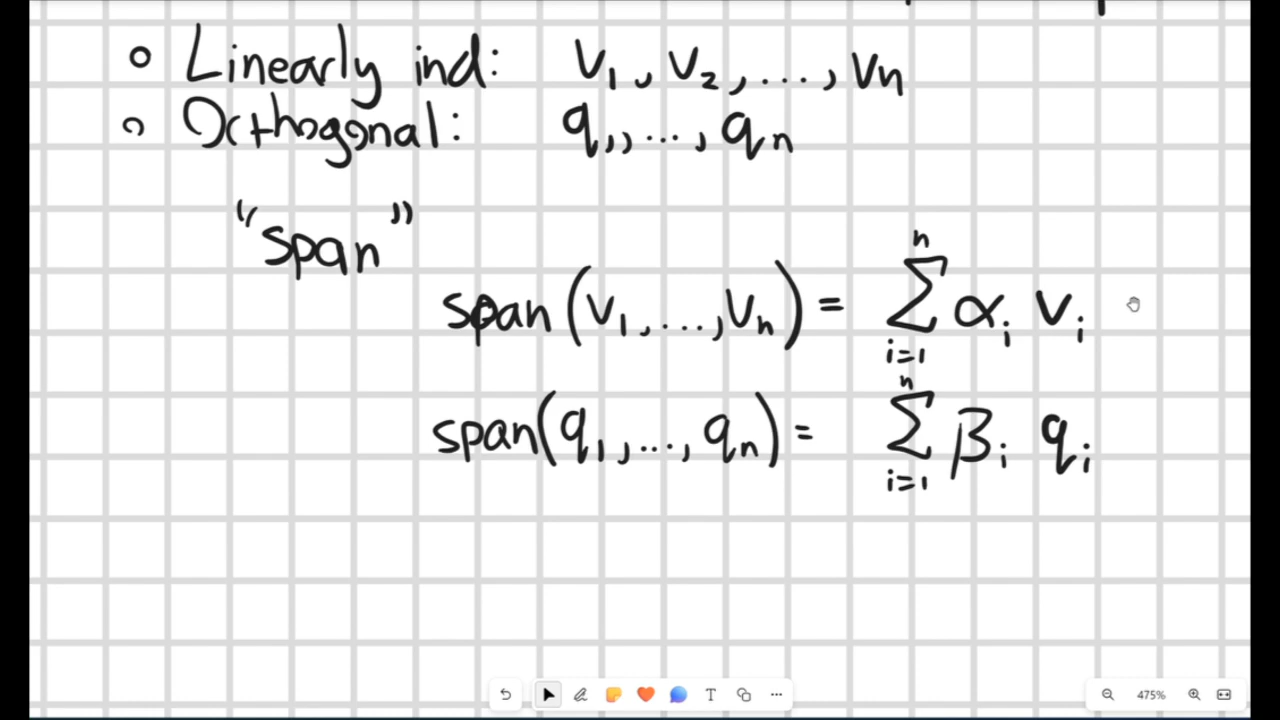 ○ Linearly ind: v₁, v₂, ..., vₙ
○ Orthogonal: q₁, ..., qₙ
"span"
span(v₁, ..., vₙ) = ∑ᵢ₌₁ⁿ αᵢ vᵢ
span(q₁, ..., qₙ) = ∑ᵢ₌₁ⁿ βᵢ qᵢ
T ... 475%